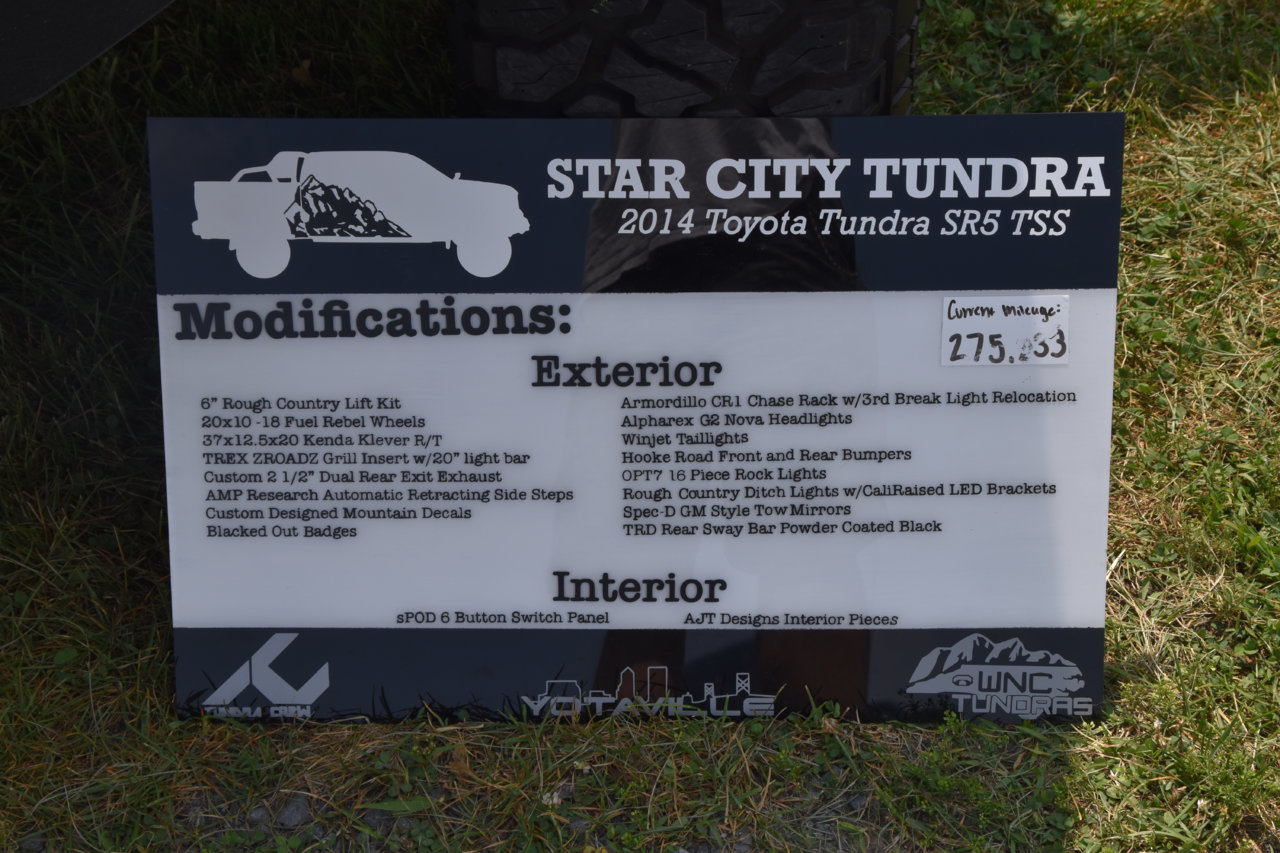 STAR CITY TUNDRA
2014 Toyota Tundra SR5 TSS
Modifications:
Current Mileage:
Exterior
6” Rough Country Lift Kit
20x10 -18 Fuel Rebel Wheels
37x12.5x20 Kenda Klever R/T
TREX ZROADZ Grill Insert w/20” light bar
Custom 2 1/2” Dual Rear Exit Exhaust
AMP Research Automatic Retracting Side Steps
Custom Designed Mountain Decals
Blacked Out Badges
Armordillo CR1 Chase Rack w/3rd Break Light Relocation
Alpharex G2 Nova Headlights
Winjet Taillights
Hooke Road Front and Rear Bumpers
OPT7 16 Piece Rock Lights
Rough Country Ditch Lights w/CaliRaised LED Brackets
Spec-D GM Style Tow Mirrors
TRD Rear Sway Bar Powder Coated Black
Interior
sPOD 6 Button Switch Panel
AJT Designs Interior Pieces
TUNDRA CREW
YOTAVILLE
WNC
TUNDRAS